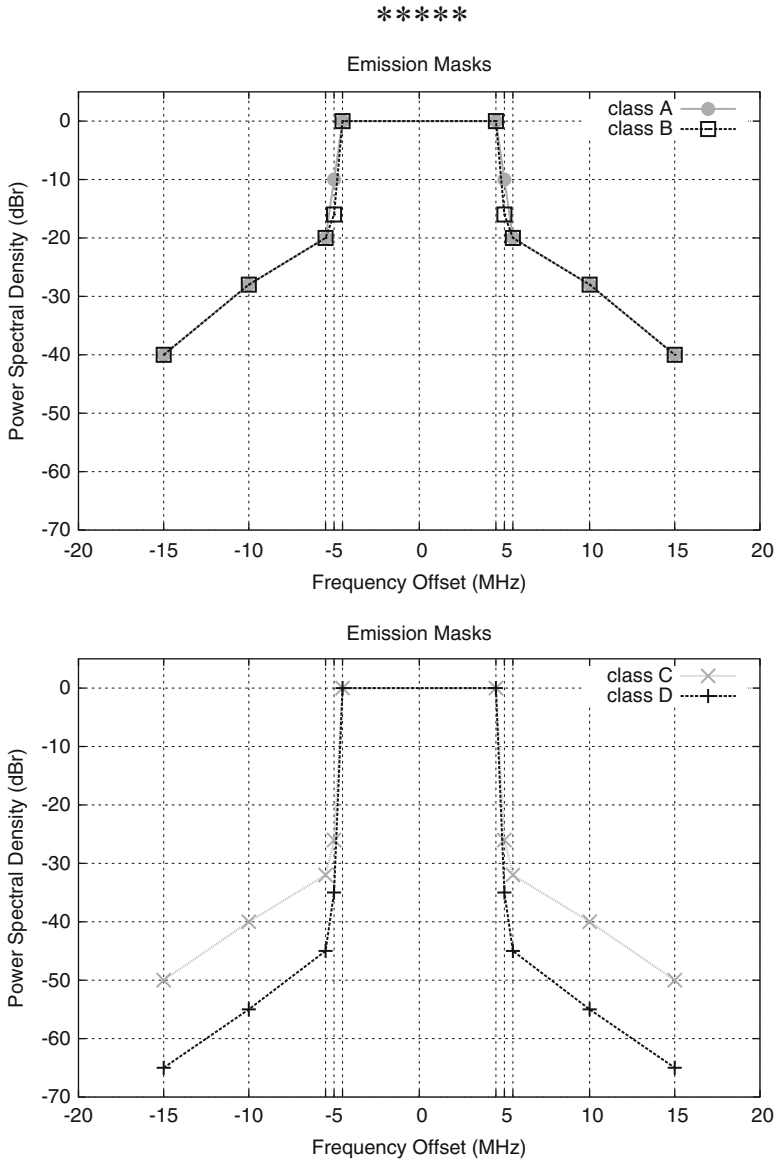 *****
Emission Masks
class A
class B
0
-10
-20
-30
-40
-50
-60
-70
Power Spectral Density (dBr)
-20 -15 -10 -5 0 5 10 15 20
Frequency Offset (MHz)
Emission Masks
class C
class D
0
-10
-20
-30
-40
-50
-60
-70
Power Spectral Density (dBr)
-20 -15 -10 -5 0 5 10 15 20
Frequency Offset (MHz)